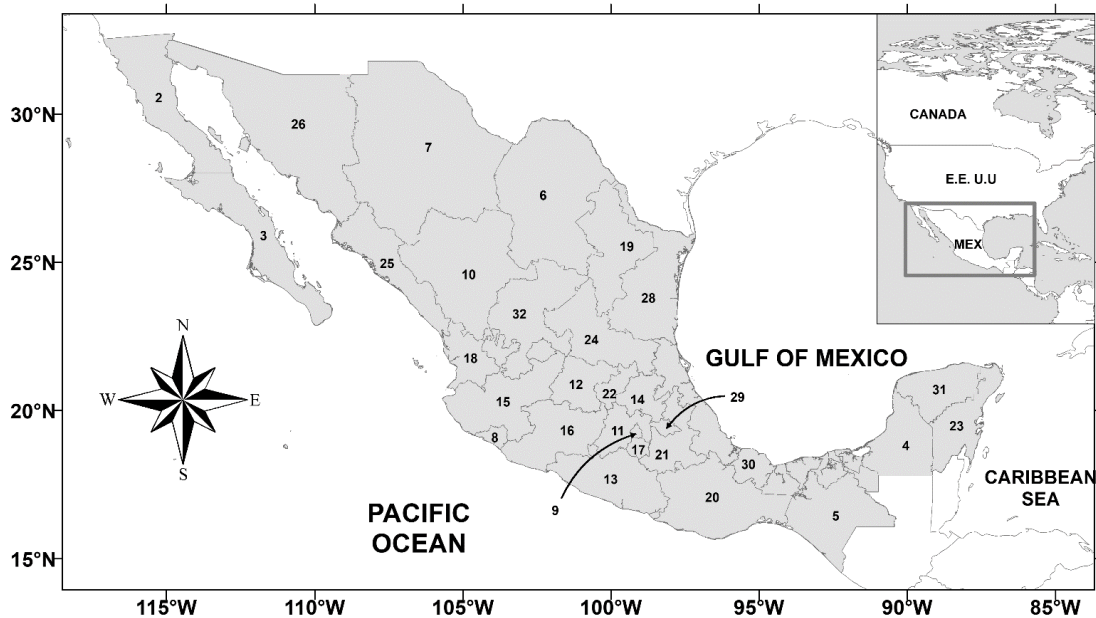 CANADA
E.E. U.U
MEX
30°N
25°N
20°N
15°N
2
26
7
6
3
25
10
19
28
32
24
18
12
22
14
29
15
8
16
11
17
21
9
13
20
30
5
4
31
23
N
W
E
S
GULF OF MEXICO
PACIFIC
OCEAN
CARIBBEAN
SEA
115°W
110°W
105°W
100°W
95°W
90°W
85°W